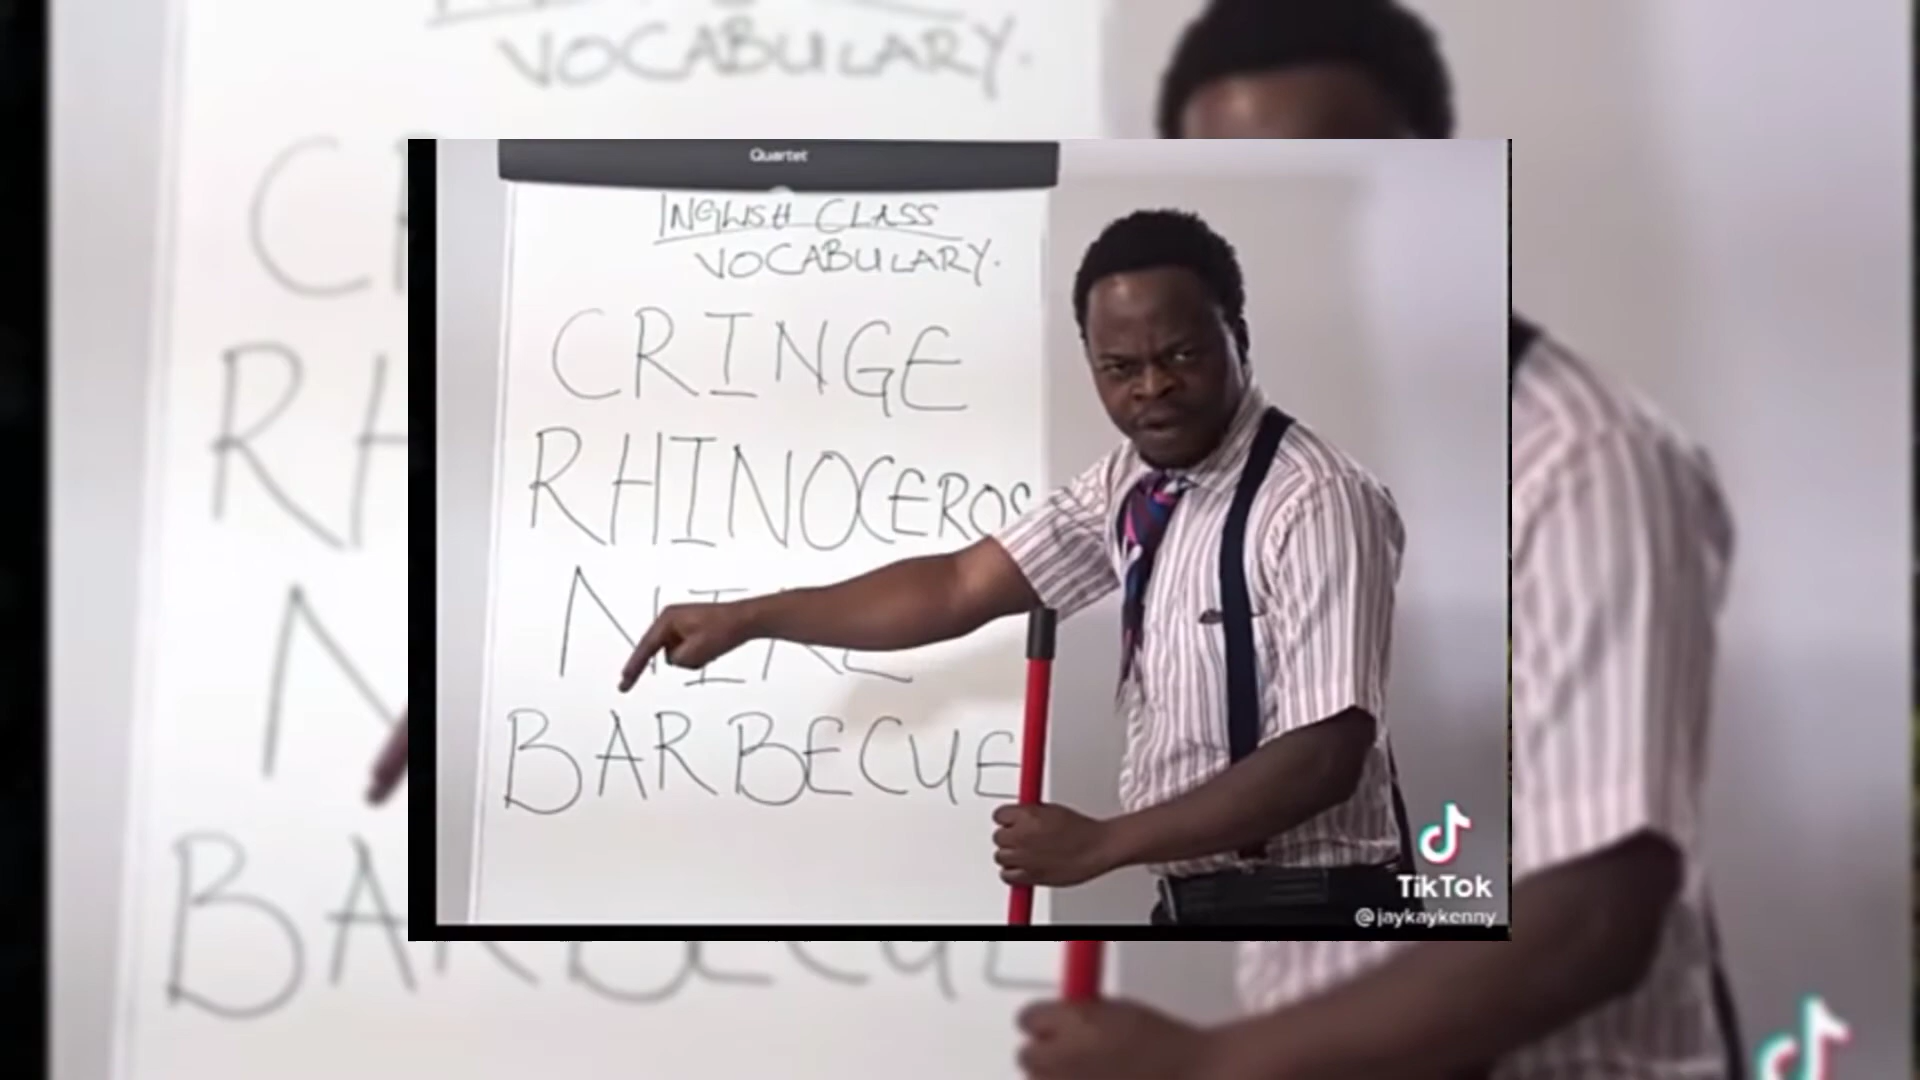 Quartet
INGLISH CLASS
VOCABULARY.
CRINGE
RHINOCEROS
BARBECUE
TikTok
@jaykaykenny